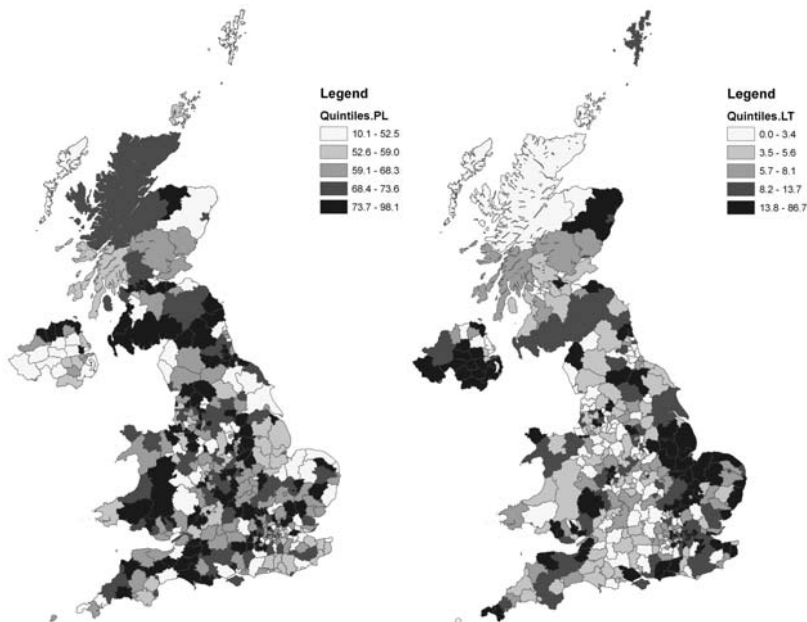 Legend
Quintiles.PL
10.1 - 52.5
52.6 - 59.0
59.1 - 68.3
68.4 - 73.6
73.7 - 98.1
Legend
Quintiles.LT
0.0 - 3.4
3.5 - 5.6
5.7 - 8.1
8.2 - 13.7
13.8 - 86.7